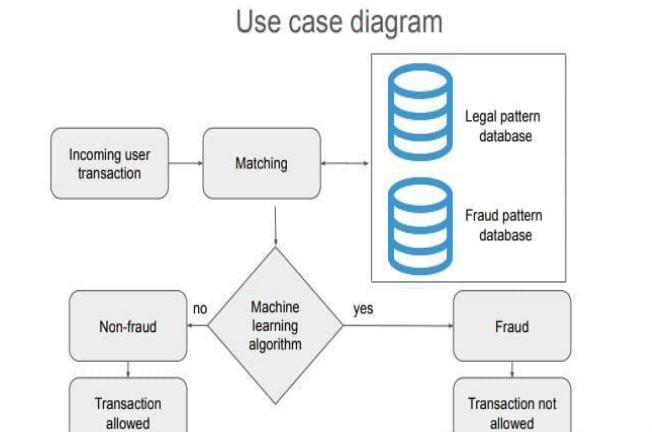 Use case diagram
Legal pattern
database
Incoming user
transaction
Matching
Fraud pattern
database
no
Machine
learning
algorithm
yes
Non-fraud
Fraud
Transaction
allowed
Transaction not
allowed